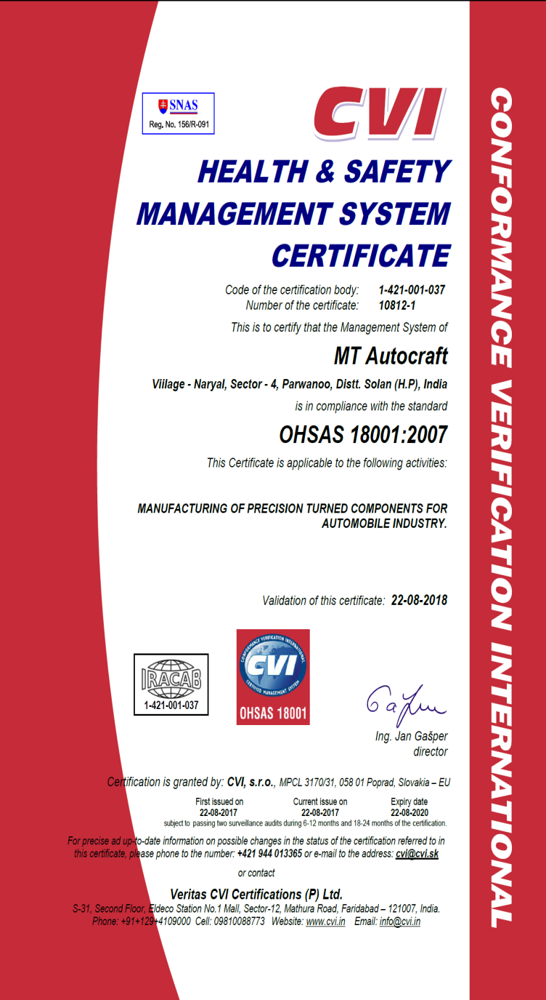 SNAS
Reg. No. 156/R-091
CVI
HEALTH & SAFETY
MANAGEMENT SYSTEM
CERTIFICATE
Code of the certification body: 1-421-001-037
Number of the certificate: 10812-1
This is to certify that the Management System of
MT Autocraft
Viilage - Naryal, Sector - 4, Parwanoo, Distt. Solan (H.P), India
is in compliance with the standard
OHSAS 18001:2007
This Certificate is applicable to the following activities:
MANUFACTURING OF PRECISION TURNED COMPONENTS FOR
AUTOMOBILE INDUSTRY.
Validation of this certificate: 22-08-2018
IRACAB
1-421-001-037
CONFORMANCE VERIFICATION INTERNATIONAL
CVI
CERTIFIED MANAGEMENT SYSTEM
OHSAS 18001
Ing. Jan Gašper
director
Certification is granted by: CVI, s.r.o., MPCL 3170/31, 058 01 Poprad, Slovakia – EU
First issued on Current issue on Expiry date
22-08-2017 22-08-2017 22-08-2020
subject to passing two surveillance audits during 6-12 months and 18-24 months of the certification.
For precise ad up-to-date information on possible changes in the status of the certification referred to in
this certificate, please phone to the number: +421 944 013365 or e-mail to the address: cvi@cvi.sk
or contact
Veritas CVI Certifications (P) Ltd.
S-31, Second Floor, Eldeco Station No.1 Mall, Sector-12, Mathura Road, Faridabad – 121007, India.
Phone: +91+129+4109000 Cell: 09810088773 Website: www.cvi.in Email: info@cvi.in
CONFORMANCE VERIFICATION INTERNATIONAL